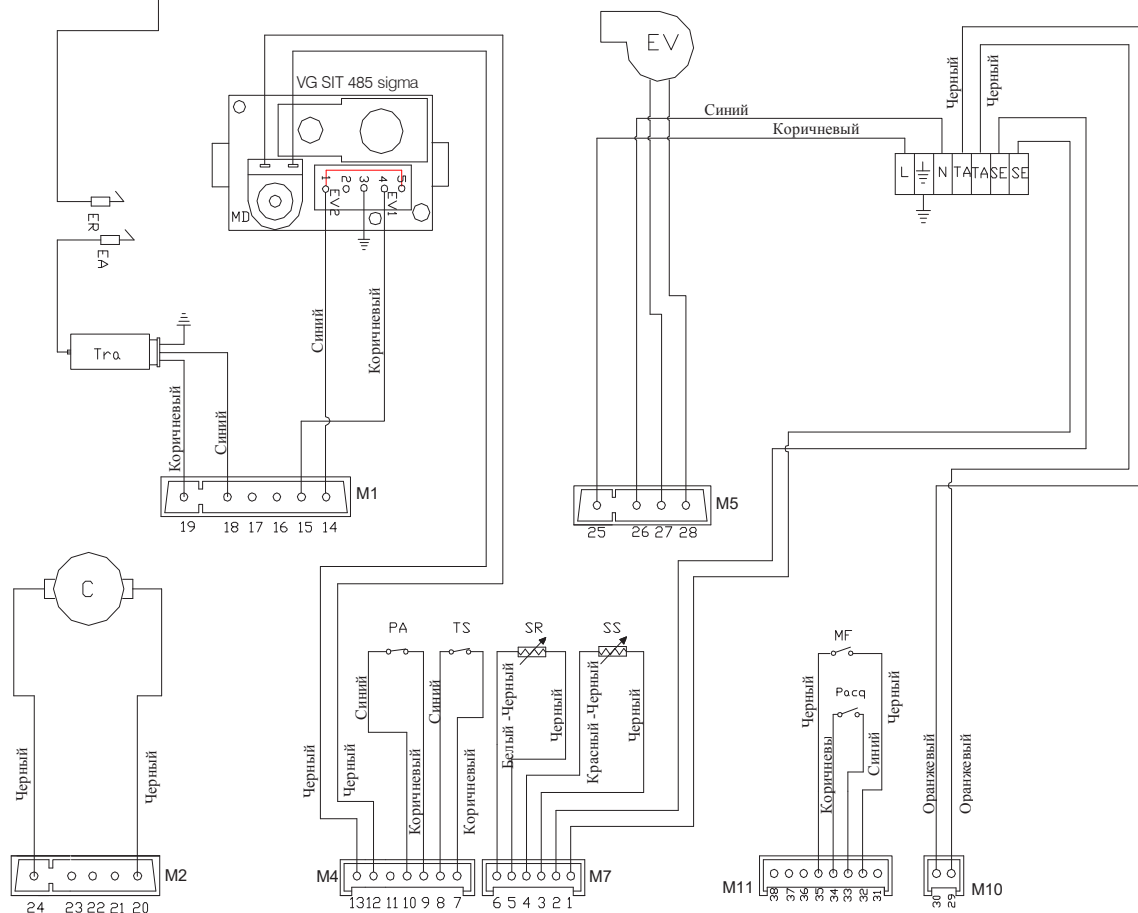 VG SIT 485 sigma
EV
Черный
Черный
Синий
Коричневый
L
N
TA
TA
SE
SE
1
2
3
4
5
EV2
EV1
MD
ER
EA
Tra
Синий
Коричневый
Коричневый
Синий
M1
19
18
17
16
15
14
M5
25
26
27
28
C
Черный
Черный
M2
24
23
22
21
20
PA
TS
SR
SS
Черный
Черный
Синий
Коричневый
Синий
Коричневый
Белый -Черный
Черный
Красный -Черный
Черный
M4
13
12
11
10
9
8
7
M7
6
5
4
3
2
1
MF
Pacq
Черный
Коричневы
Синий
Черный
M11
38
37
36
35
34
33
32
31
Оранжевый
Оранжевый
M10
30
29